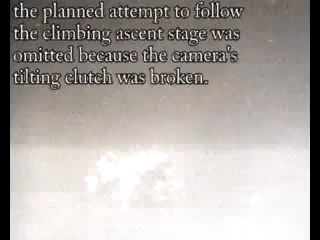 the planned attempt to follow
the climbing ascent stage was
omitted because the camera's
tilting clutch was broken.